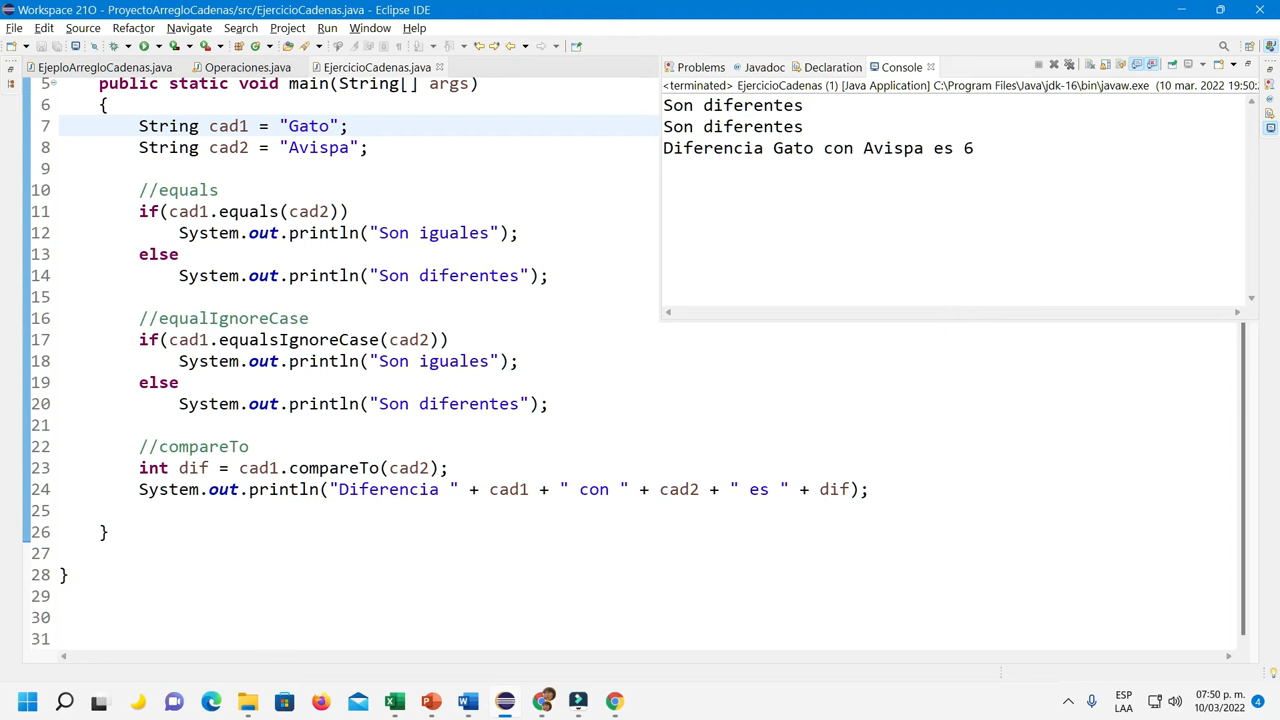 Workspace 21O - ProyectoArregloCadenas/src/EjercicioCadenas.java - Eclipse IDE
File Edit Source Refactor Navigate Search Project Run Window Help
EjeploArregloCadenas.java Operaciones.java EjercicioCadenas.java
Problems Javadoc Declaration Console
<terminated> EjercicioCadenas (1) [Java Application] C:\Program Files\Java\jdk-16\bin\javaw.exe (10 mar. 2022 19:50:
Son diferentes
Son diferentes
Diferencia Gato con Avispa es 6
5 public static void main(String[] args)
6 {
7 String cad1 = "Gato";
8 String cad2 = "Avispa";
9
10 //equals
11 if(cad1.equals(cad2))
12 System.out.println("Son iguales");
13 else
14 System.out.println("Son diferentes");
15
16 //equalIgnoreCase
17 if(cad1.equalsIgnoreCase(cad2))
18 System.out.println("Son iguales");
19 else
20 System.out.println("Son diferentes");
21
22 //compareTo
23 int dif = cad1.compareTo(cad2);
24 System.out.println("Diferencia " + cad1 + " con " + cad2 + " es " + dif);
25
26 }
27
28 }
29
30
31
ESP
LAA
07:50 p. m.
10/03/2022
4